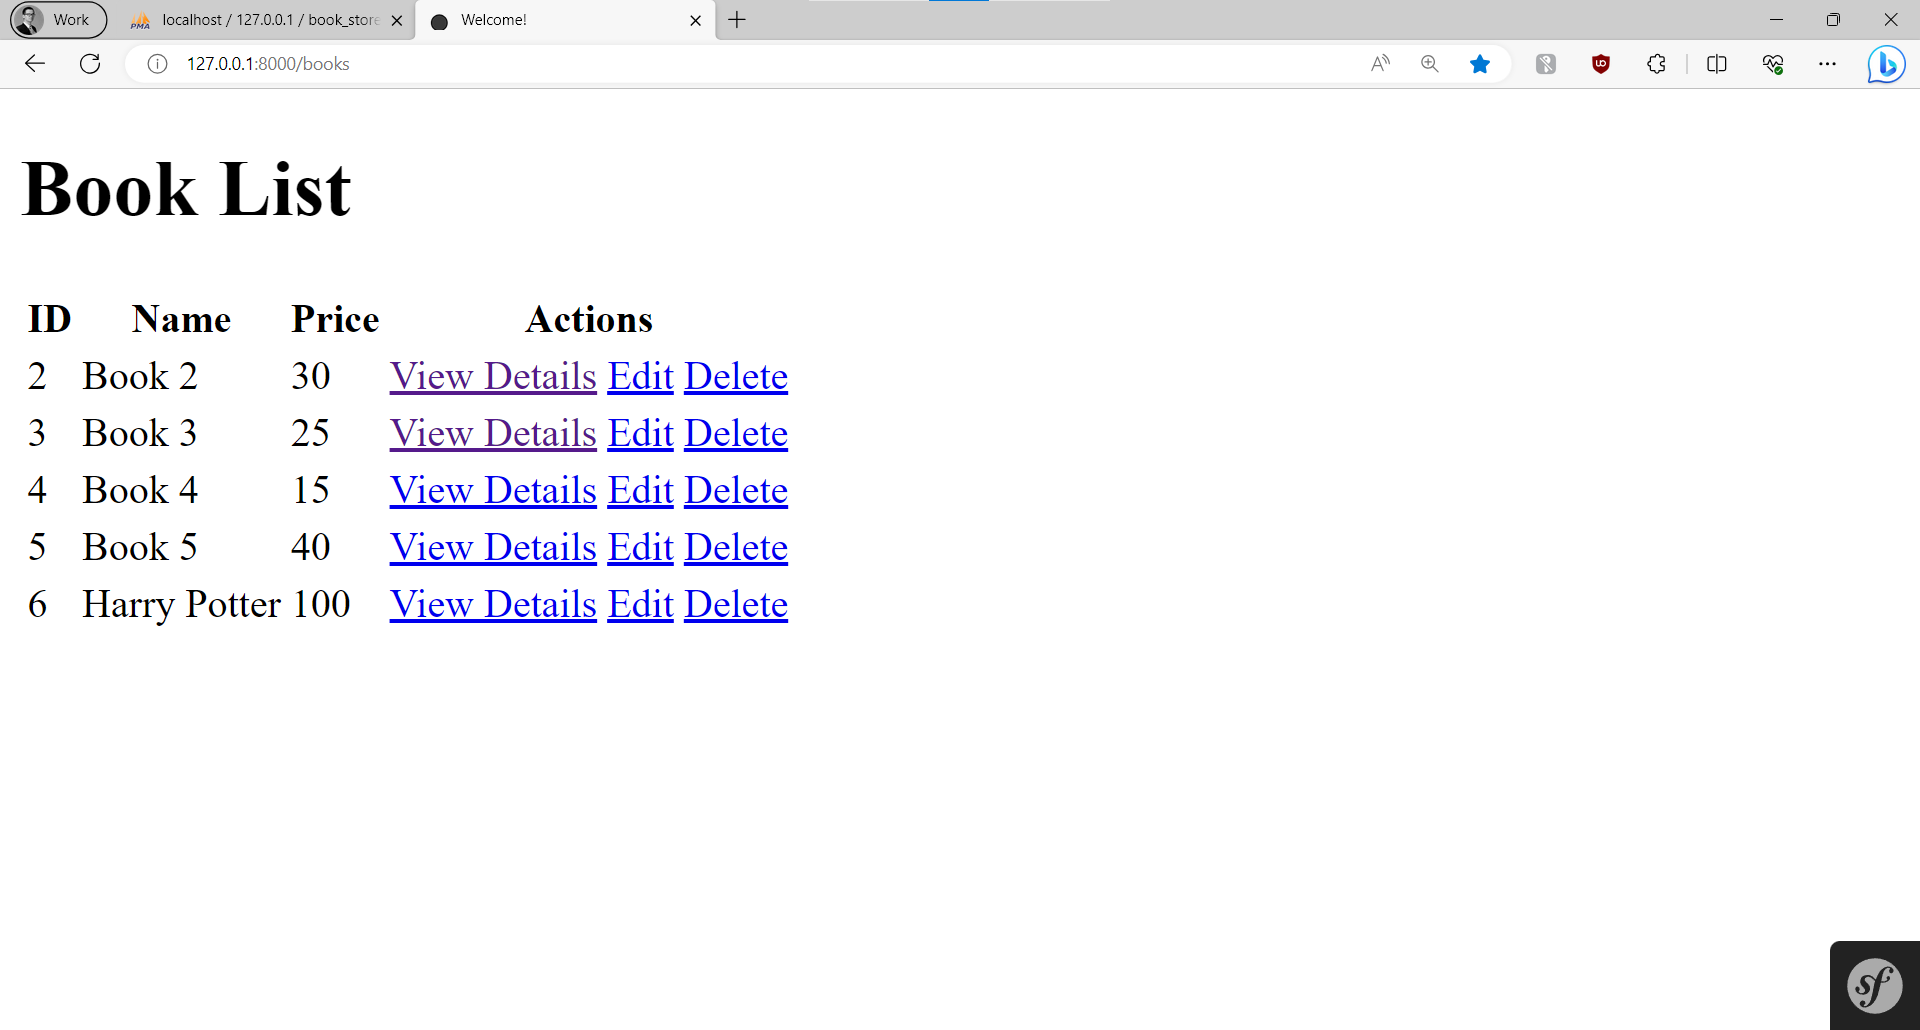 Work
PMA localhost / 127.0.0.1 / book_store
Welcome!
127.0.0.1:8000/books
Book List
ID Name Price Actions
2 Book 2 30 View Details Edit Delete
3 Book 3 25 View Details Edit Delete
4 Book 4 15 View Details Edit Delete
5 Book 5 40 View Details Edit Delete
6 Harry Potter 100 View Details Edit Delete
sf